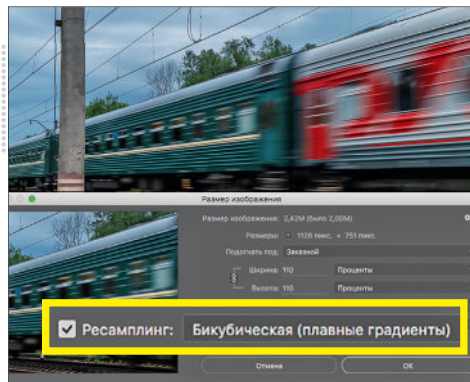 Размер изображения
Размер изображения: 2,42M (было 2,00M)
Размеры: 1126 пикс. × 751 пикс.
Подогнать под: Заказной
Ширина: 110 Проценты
Высота: 110 Проценты
Ресамплинг: Бикубическая (плавные градиенты)
Отмена OK